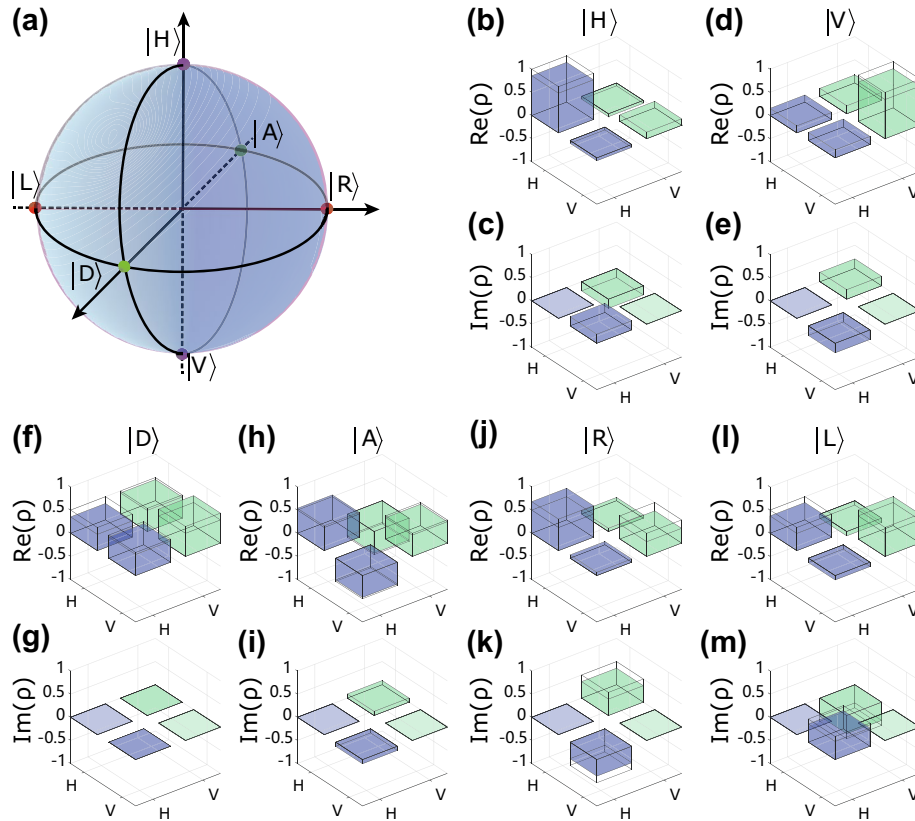 (a)
|H⟩
|A⟩
|L⟩
|R⟩
|D⟩
|V⟩
(b) |H⟩
Re(ρ)
1
0.5
0
-0.5
-1
H
V
H
V
(d) |V⟩
Re(ρ)
1
0.5
0
-0.5
-1
H
V
H
V
(c)
Im(ρ)
1
0.5
0
-0.5
-1
H
V
H
V
(e)
Im(ρ)
1
0.5
0
-0.5
-1
H
V
H
V
(f) |D⟩
Re(ρ)
1
0.5
0
-0.5
-1
H
V
H
V
(h) |A⟩
Re(ρ)
1
0.5
0
-0.5
-1
H
V
H
V
(j) |R⟩
Re(ρ)
1
0.5
0
-0.5
-1
H
V
H
V
(l) |L⟩
Re(ρ)
1
0.5
0
-0.5
-1
H
V
H
V
(g)
Im(ρ)
1
0.5
0
-0.5
-1
H
V
H
V
(i)
Im(ρ)
1
0.5
0
-0.5
-1
H
V
H
V
(k)
Im(ρ)
1
0.5
0
-0.5
-1
H
V
H
V
(m)
Im(ρ)
1
0.5
0
-0.5
-1
H
V
H
V